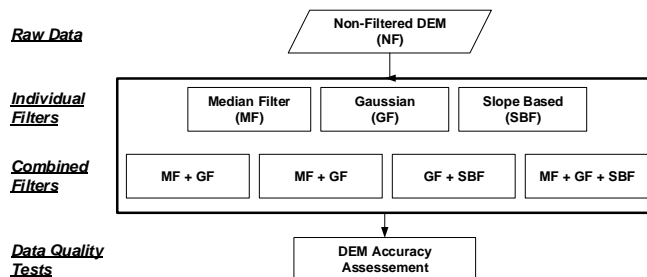 Raw Data
Non-Filtered DEM
(NF)
Individual
Filters
Median Filter
(MF)
Gaussian
(GF)
Slope Based
(SBF)
Combined
Filters
MF + GF
MF + GF
GF + SBF
MF + GF + SBF
Data Quality
Tests
DEM Accuracy
Assessement